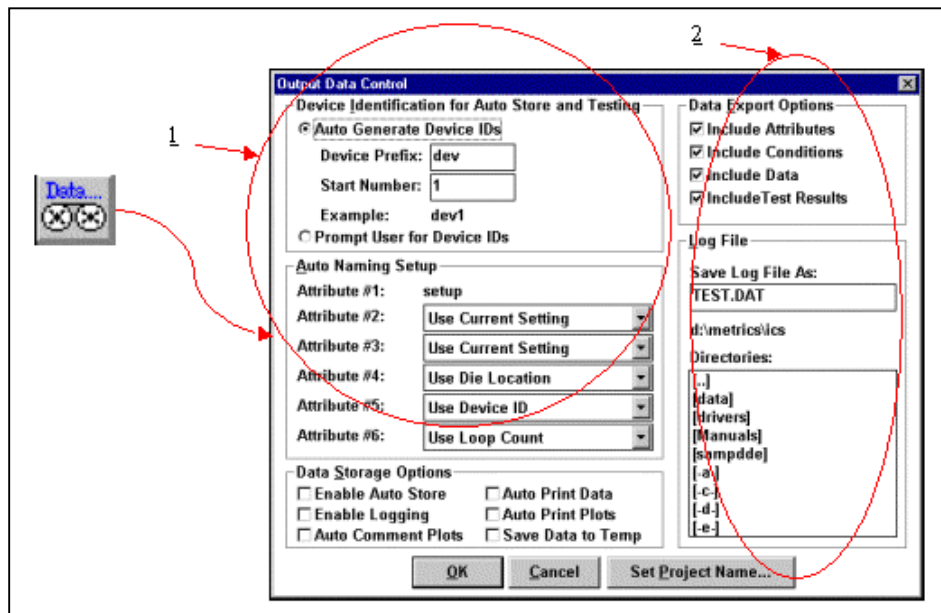 1
2
Data....
Output Data Control
Device Identification for Auto Store and Testing
Auto Generate Device IDs
Device Prefix: dev
Start Number: 1
Example: dev1
Prompt User for Device IDs
Auto Naming Setup
Attribute #1: setup
Attribute #2: Use Current Setting
Attribute #3: Use Current Setting
Attribute #4: Use Die Location
Attribute #5: Use Device ID
Attribute #6: Use Loop Count
Data Storage Options
Enable Auto Store
Auto Print Data
Enable Logging
Auto Print Plots
Auto Comment Plots
Save Data to Temp
Data Export Options
Include Attributes
Include Conditions
Include Data
IncludeTest Results
Log File
Save Log File As:
TEST.DAT
d:\metrics\ics
Directories:
[..]
[data]
[drivers]
[Manuals]
[sampdde]
[-a-]
[-c-]
[-d-]
[-e-]
OK
Cancel
Set Project Name...